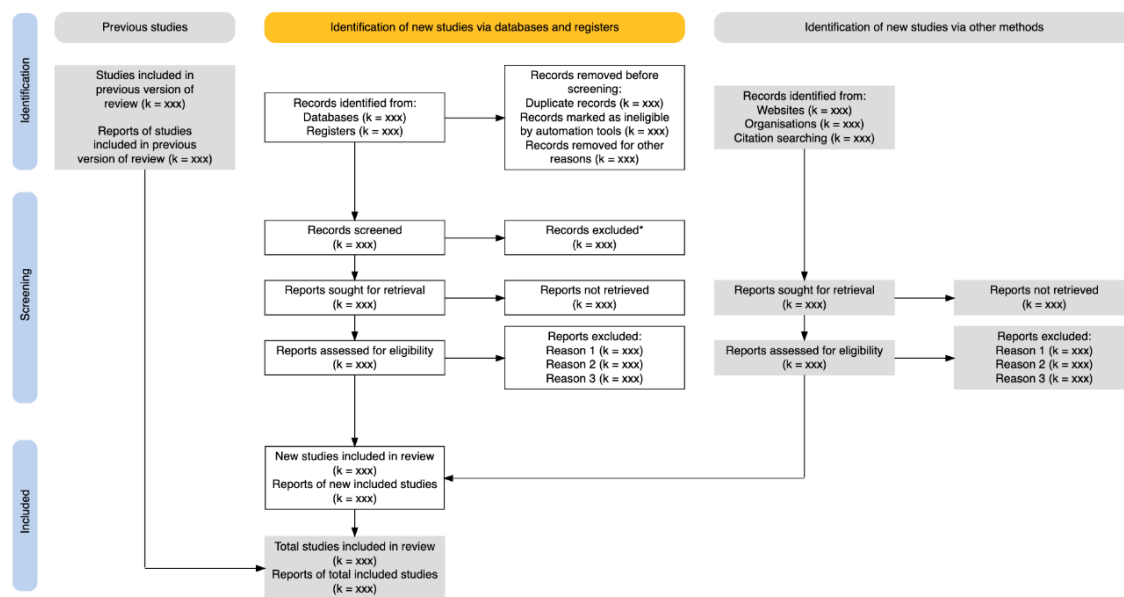 Identification
Screening
Included
Previous studies
Studies included in
previous version of
review (k = xxx)
Reports of studies
included in previous
version of review (k = xxx)
Identification of new studies via databases and registers
Records identified from:
Databases (k = xxx)
Registers (k = xxx)
Records removed before
screening:
Duplicate records (k = xxx)
Records marked as ineligible
by automation tools (k = xxx)
Records removed for other
reasons (k = xxx)
Records screened
(k = xxx)
Records excluded*
(k = xxx)
Reports sought for retrieval
(k = xxx)
Reports not retrieved
(k = xxx)
Reports assessed for eligibility
(k = xxx)
Reports excluded:
Reason 1 (k = xxx)
Reason 2 (k = xxx)
Reason 3 (k = xxx)
New studies included in review
(k = xxx)
Reports of new included studies
(k = xxx)
Total studies included in review
(k = xxx)
Reports of total included studies
(k = xxx)
Identification of new studies via other methods
Records identified from:
Websites (k = xxx)
Organisations (k = xxx)
Citation searching (k = xxx)
Reports sought for retrieval
(k = xxx)
Reports not retrieved
(k = xxx)
Reports assessed for eligibility
(k = xxx)
Reports excluded:
Reason 1 (k = xxx)
Reason 2 (k = xxx)
Reason 3 (k = xxx)